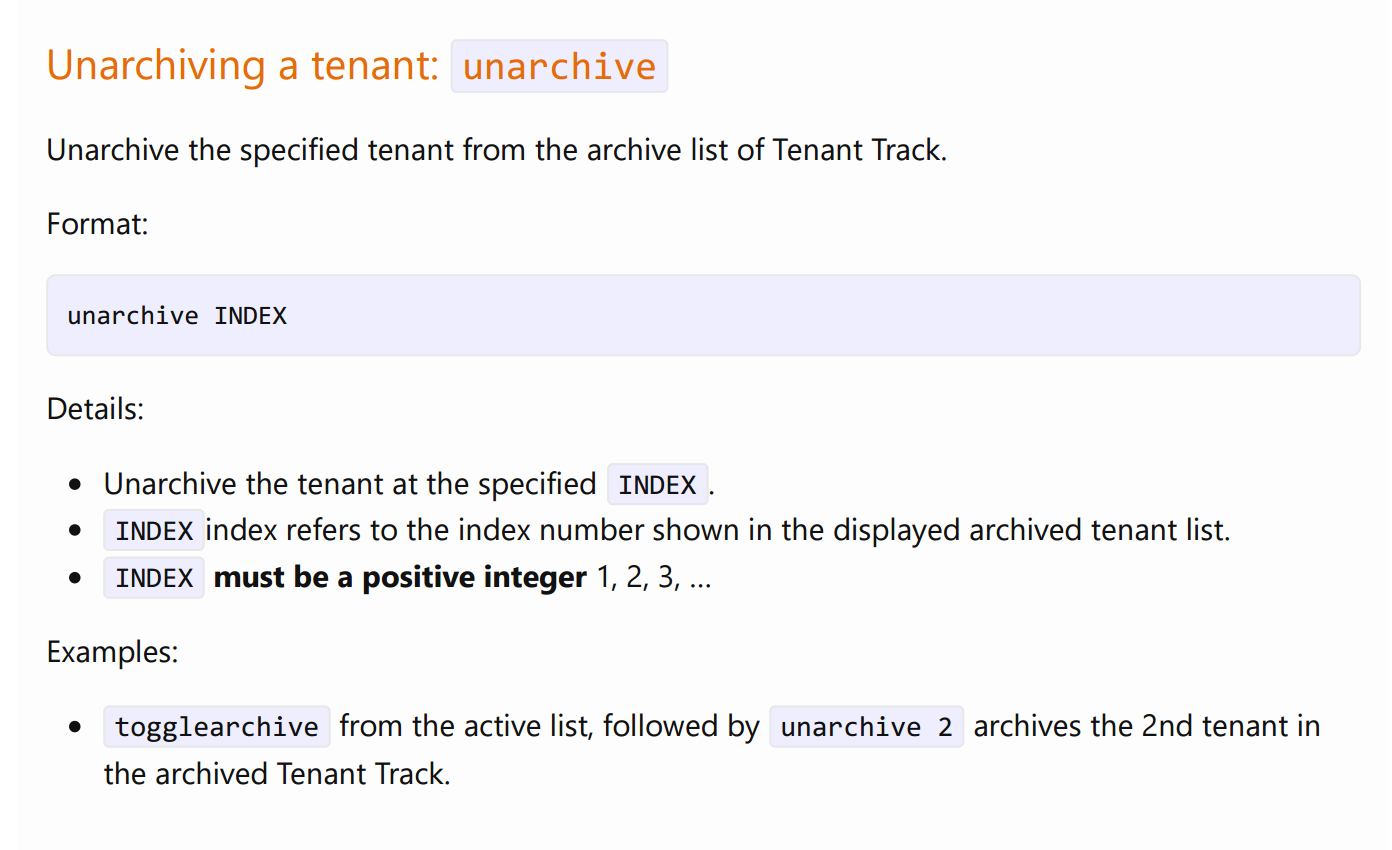 Unarchiving a tenant: unarchive
Unarchive the specified tenant from the archive list of Tenant Track.
Format:
unarchive INDEX
Details:
Unarchive the tenant at the specified INDEX.
INDEX index refers to the index number shown in the displayed archived tenant list.
INDEX must be a positive integer 1, 2, 3, …
Examples:
togglearchive from the active list, followed by unarchive 2 archives the 2nd tenant in
the archived Tenant Track.